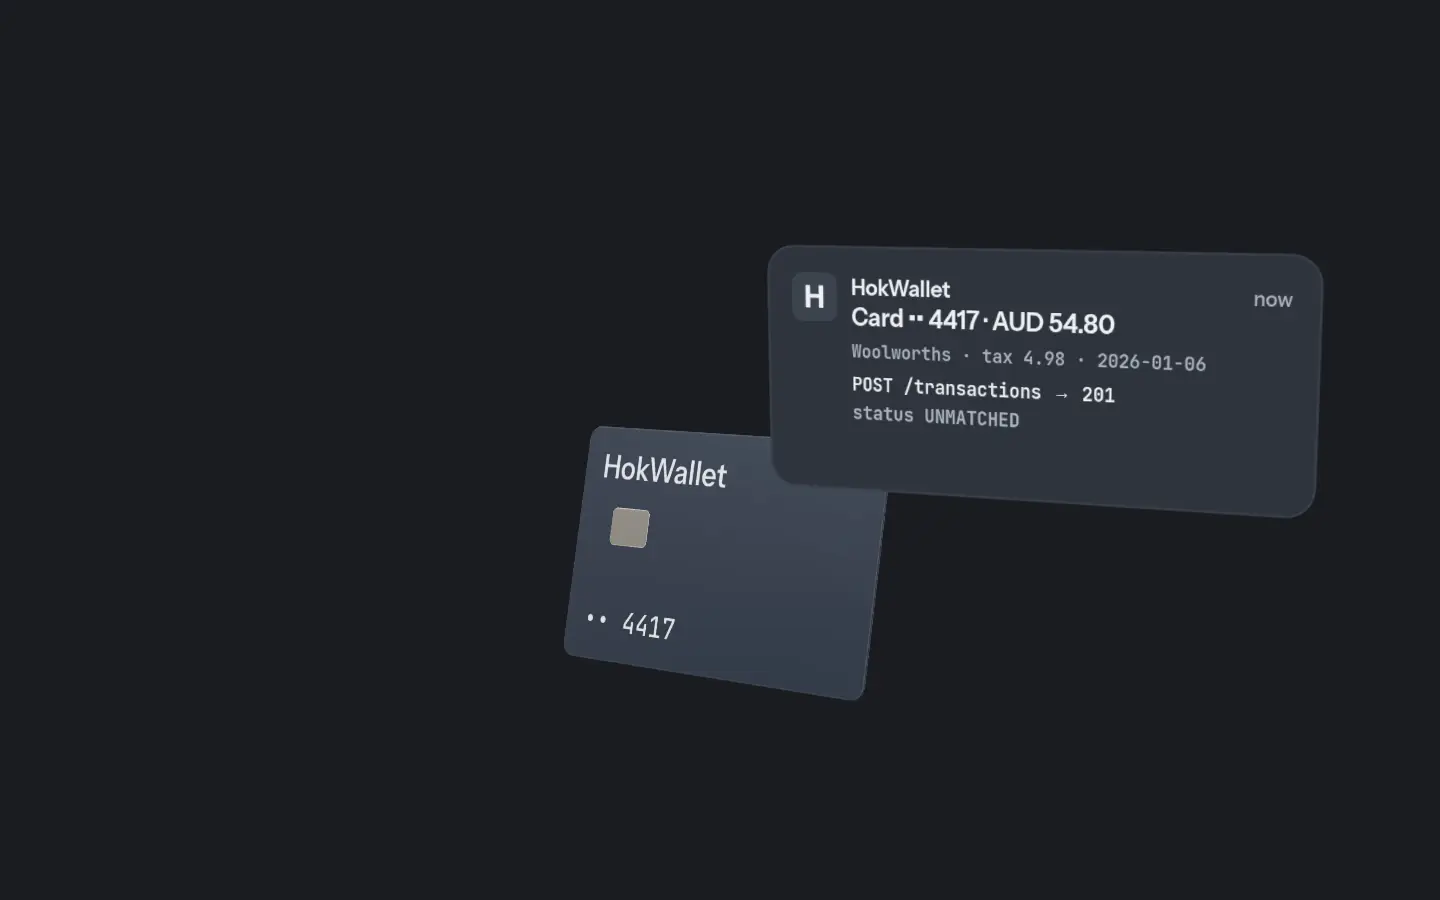 H
HokWallet
now
Card •• 4417 · AUD 54.80
Woolworths · tax 4.98 · 2026-01-06
POST /transactions → 201
status UNMATCHED
HokWallet
•• 4417